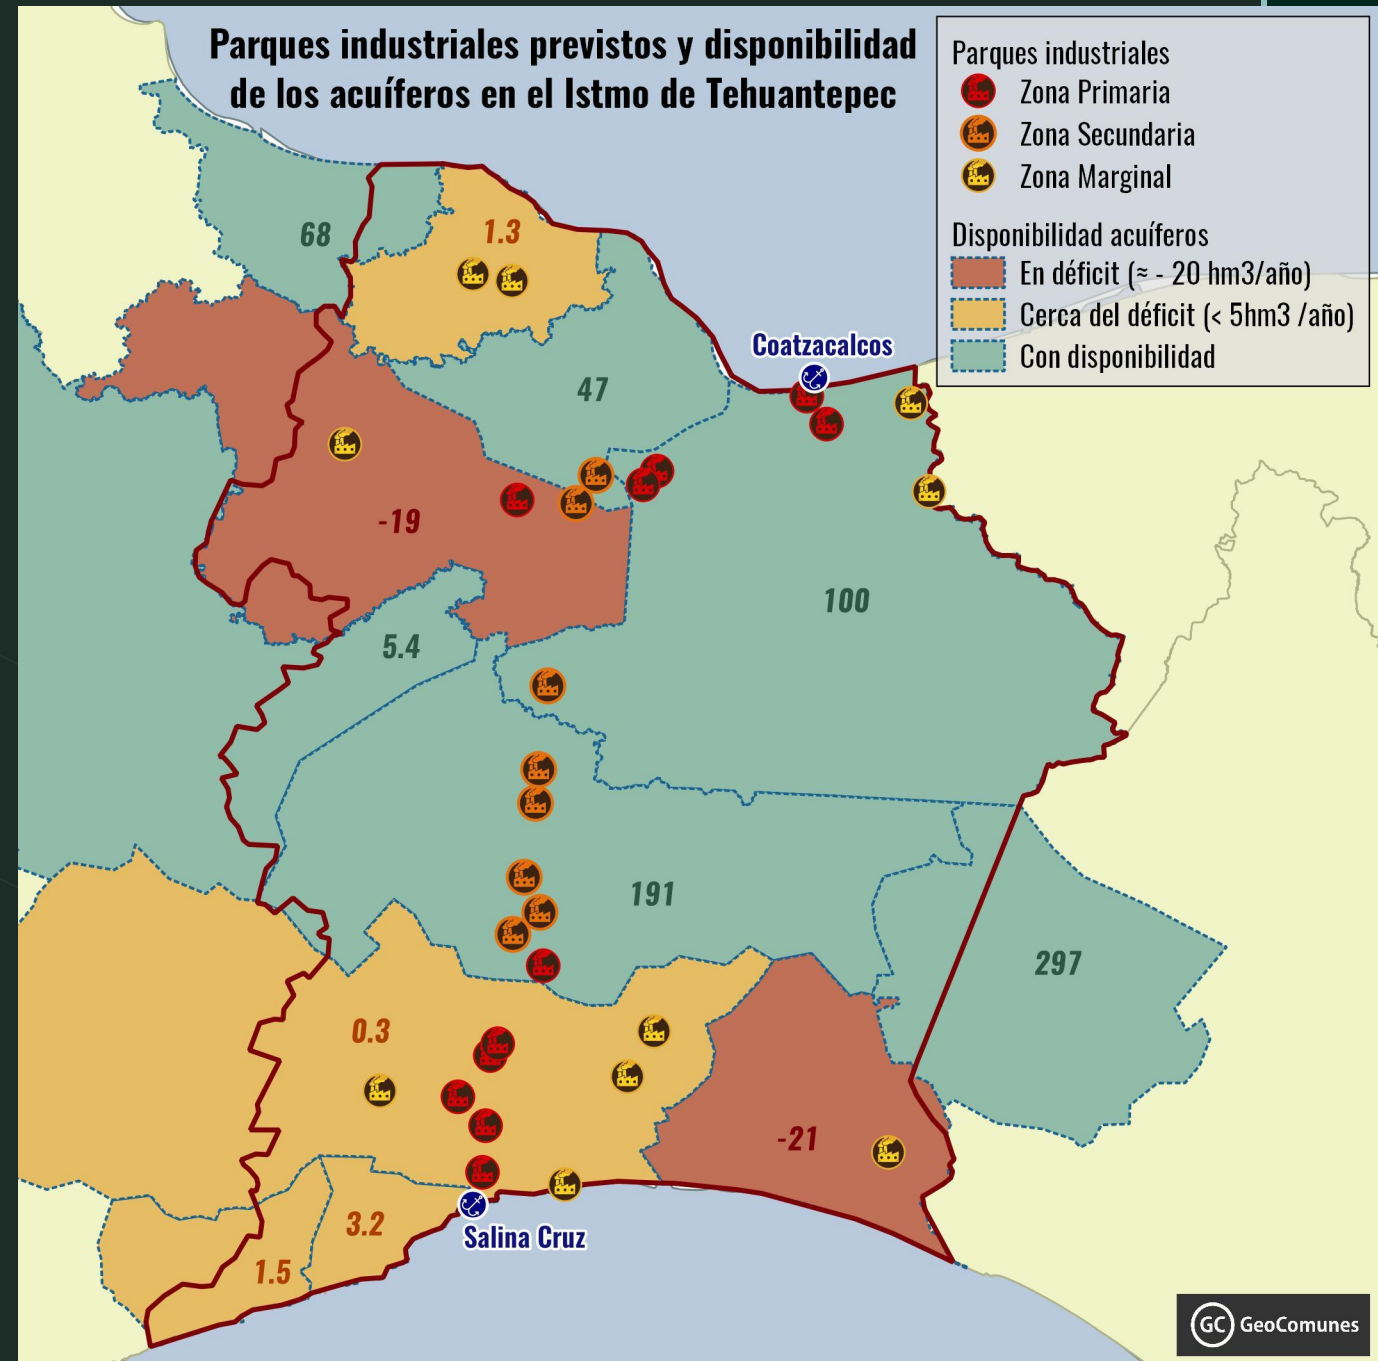 Parques industriales previstos y disponibilidad
de los acuíferos en el Istmo de Tehuantepec
Parques industriales
Zona Primaria
Zona Secundaria
Zona Marginal
Disponibilidad acuíferos
En déficit (≈ - 20 hm3/año)
Cerca del déficit (< 5hm3 /año)
Con disponibilidad
68
1.3
Coatzacalcos
47
-19
100
5.4
191
297
0.3
-21
3.2
Salina Cruz
1.5
GC GeoComunes